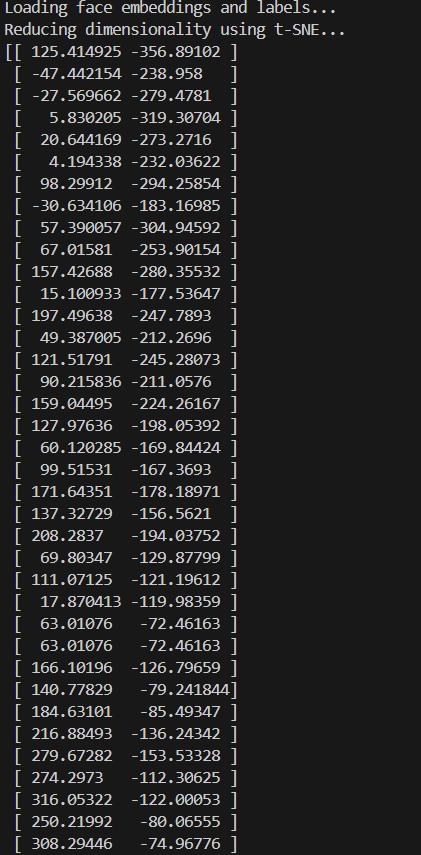 Loading face embeddings and labels...
Reducing dimensionality using t-SNE...
[[ 125.414925 -356.89102 ]
 [ -47.442154 -238.958   ]
 [ -27.569662 -279.4781  ]
 [   5.830205 -319.30704 ]
 [  20.644169 -273.2716  ]
 [   4.194338 -232.03622 ]
 [  98.29912  -294.25854 ]
 [ -30.634106 -183.16985 ]
 [  57.390057 -304.94592 ]
 [  67.01581  -253.90154 ]
 [ 157.42688  -280.35532 ]
 [  15.100933 -177.53647 ]
 [ 197.49638  -247.7893  ]
 [  49.387005 -212.2696  ]
 [ 121.51791  -245.28073 ]
 [  90.215836 -211.0576  ]
 [ 159.04495  -224.26167 ]
 [ 127.97636  -198.05392 ]
 [  60.120285 -169.84424 ]
 [  99.51531  -167.3693  ]
 [ 171.64351  -178.18971 ]
 [ 137.32729  -156.5621  ]
 [ 208.2837   -194.03752 ]
 [  69.80347  -129.87799 ]
 [ 111.07125  -121.19612 ]
 [  17.870413 -119.98359 ]
 [  63.01076   -72.46163 ]
 [  63.01076   -72.46163 ]
 [ 166.10196  -126.79659 ]
 [ 140.77829   -79.241844]
 [ 184.63101   -85.49347 ]
 [ 216.88493  -136.24342 ]
 [ 279.67282  -153.53328 ]
 [ 274.2973   -112.30625 ]
 [ 316.05322  -122.00053 ]
 [ 250.21992   -80.06555 ]
 [ 308.29446   -74.96776 ]